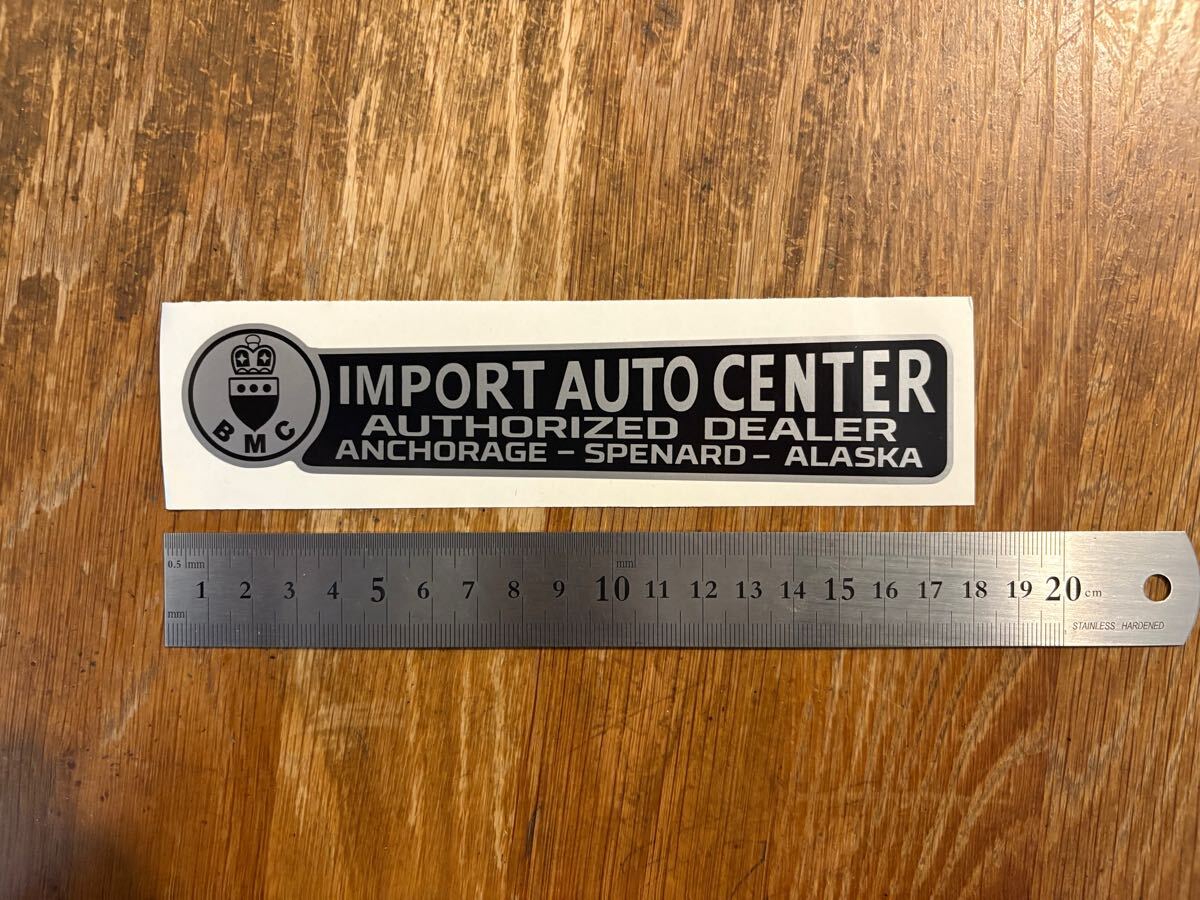 IMPORT AUTO CENTER
AUTHORIZED DEALER
ANCHORAGE – SPENARD – ALASKA
BMC
0.5 mm
mm
1 2 3 4 5 6 7 8 9 10 11 12 13 14 15 16 17 18 19 20 cm
mm
STAINLESS HARDENED